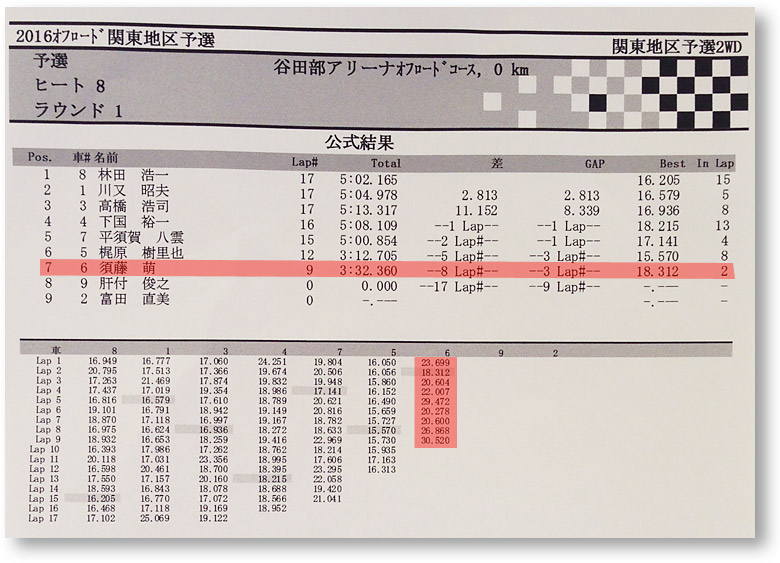 2016ｵﾌﾛｰﾄﾞ関東地区予選
関東地区予選2WD
予選
谷田部アリーナｵﾌﾛｰﾄﾞｺｰｽ, 0 km
ヒート 8
ラウンド 1
公式結果
Pos. 車# 名前 Lap# Total 差 GAP Best In Lap
1 8 林田 浩一 17 5:02.165 16.205 15
2 1 川又 昭夫 17 5:04.978 2.813 2.813 16.579 5
3 3 高橋 浩司 17 5:13.317 11.152 8.339 16.936 8
4 4 下国 裕一 16 5:08.109 --1 Lap#-- --1 Lap#-- 18.215 13
5 7 平須賀 八雲 15 5:00.854 --2 Lap#-- --1 Lap#-- 17.141 4
6 5 梶原 樹里也 12 3:12.705 --5 Lap#-- --3 Lap#-- 15.570 8
7 6 須藤 萌 9 3:32.360 --8 Lap#-- --3 Lap#-- 18.312 2
8 9 肝付 俊之 0 0.000 --17 Lap#-- --9 Lap#-- -.--- -
9 2 富田 直美 0 -.--- -.--- -
車 8 1 3 4 7 5 6 9 2
Lap 1 16.949 16.777 17.060 24.251 19.804 16.050 23.699
Lap 2 20.795 17.513 17.366 19.674 20.506 16.056 18.312
Lap 3 17.263 21.469 17.874 19.832 19.948 15.860 20.604
Lap 4 17.437 17.019 19.354 18.986 17.141 16.152 22.007
Lap 5 16.816 16.579 17.610 18.789 20.621 16.490 29.472
Lap 6 19.101 16.791 18.942 19.149 20.816 15.659 20.278
Lap 7 18.870 17.118 16.997 19.167 18.782 15.727 20.600
Lap 8 16.975 16.624 16.936 18.272 18.633 15.570 26.868
Lap 9 18.932 16.653 18.259 19.416 22.969 15.730 30.520
Lap 10 16.393 17.986 17.262 18.762 18.214 15.935
Lap 11 20.118 17.031 23.356 18.995 17.606 17.163
Lap 12 16.598 20.461 18.700 18.395 23.295 16.313
Lap 13 17.550 17.157 20.160 18.215 22.058
Lap 14 18.593 16.843 18.078 18.688 19.420
Lap 15 16.205 16.770 17.072 18.566 21.041
Lap 16 16.468 17.118 19.169 18.952
Lap 17 17.102 25.069 19.122